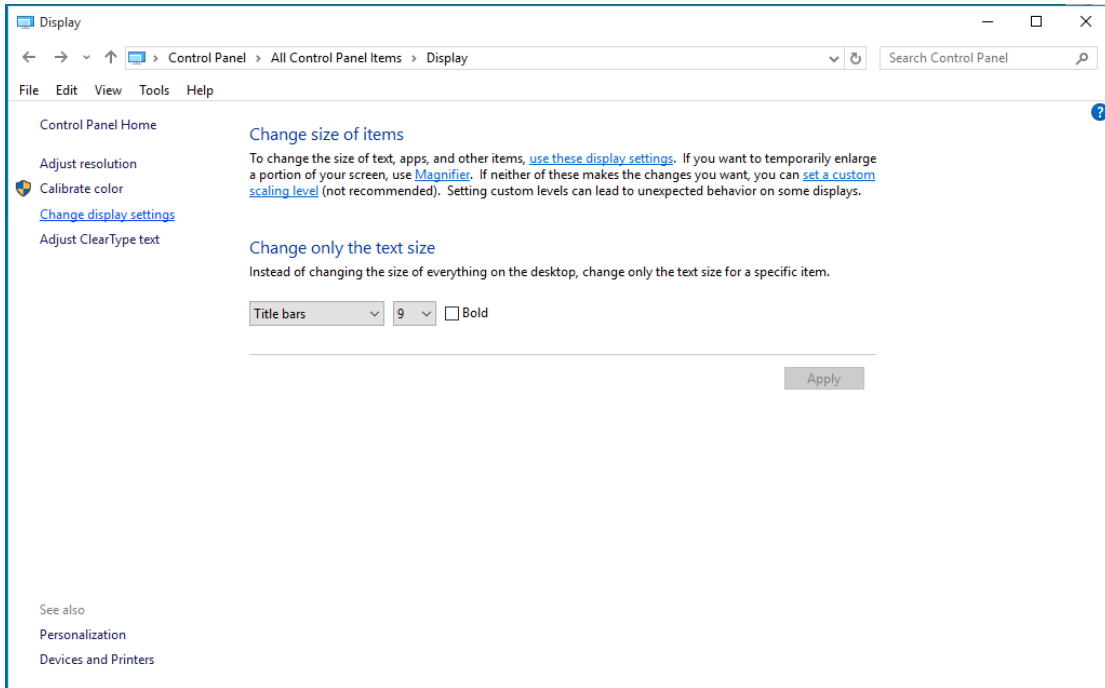 Display
Control Panel > All Control Panel Items > Display
Search Control Panel
File Edit View Tools Help
Control Panel Home
Adjust resolution
Calibrate color
Change display settings
Adjust ClearType text
Change size of items
To change the size of text, apps, and other items, use these display settings. If you want to temporarily enlarge
a portion of your screen, use Magnifier. If neither of these makes the changes you want, you can set a custom
scaling level (not recommended). Setting custom levels can lead to unexpected behavior on some displays.
Change only the text size
Instead of changing the size of everything on the desktop, change only the text size for a specific item.
Title bars 9 Bold
Apply
See also
Personalization
Devices and Printers